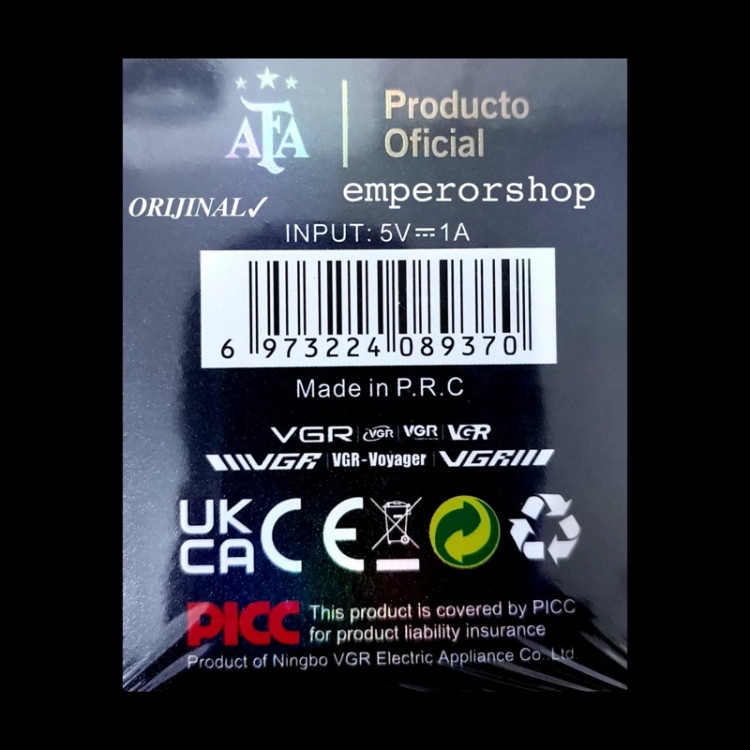 AFA
Producto
Oficial
emperorshop
ORIJINAL✓
INPUT: 5V⎓1A
6 973224 089370
Made in P.R.C
VGR VGR VGR VGR
VGR VGR-Voyager VGR
UK
CA CE
PICC This product is covered by PICC
for product liability insurance
Product of Ningbo VGR Electric Appliance Co.,Ltd